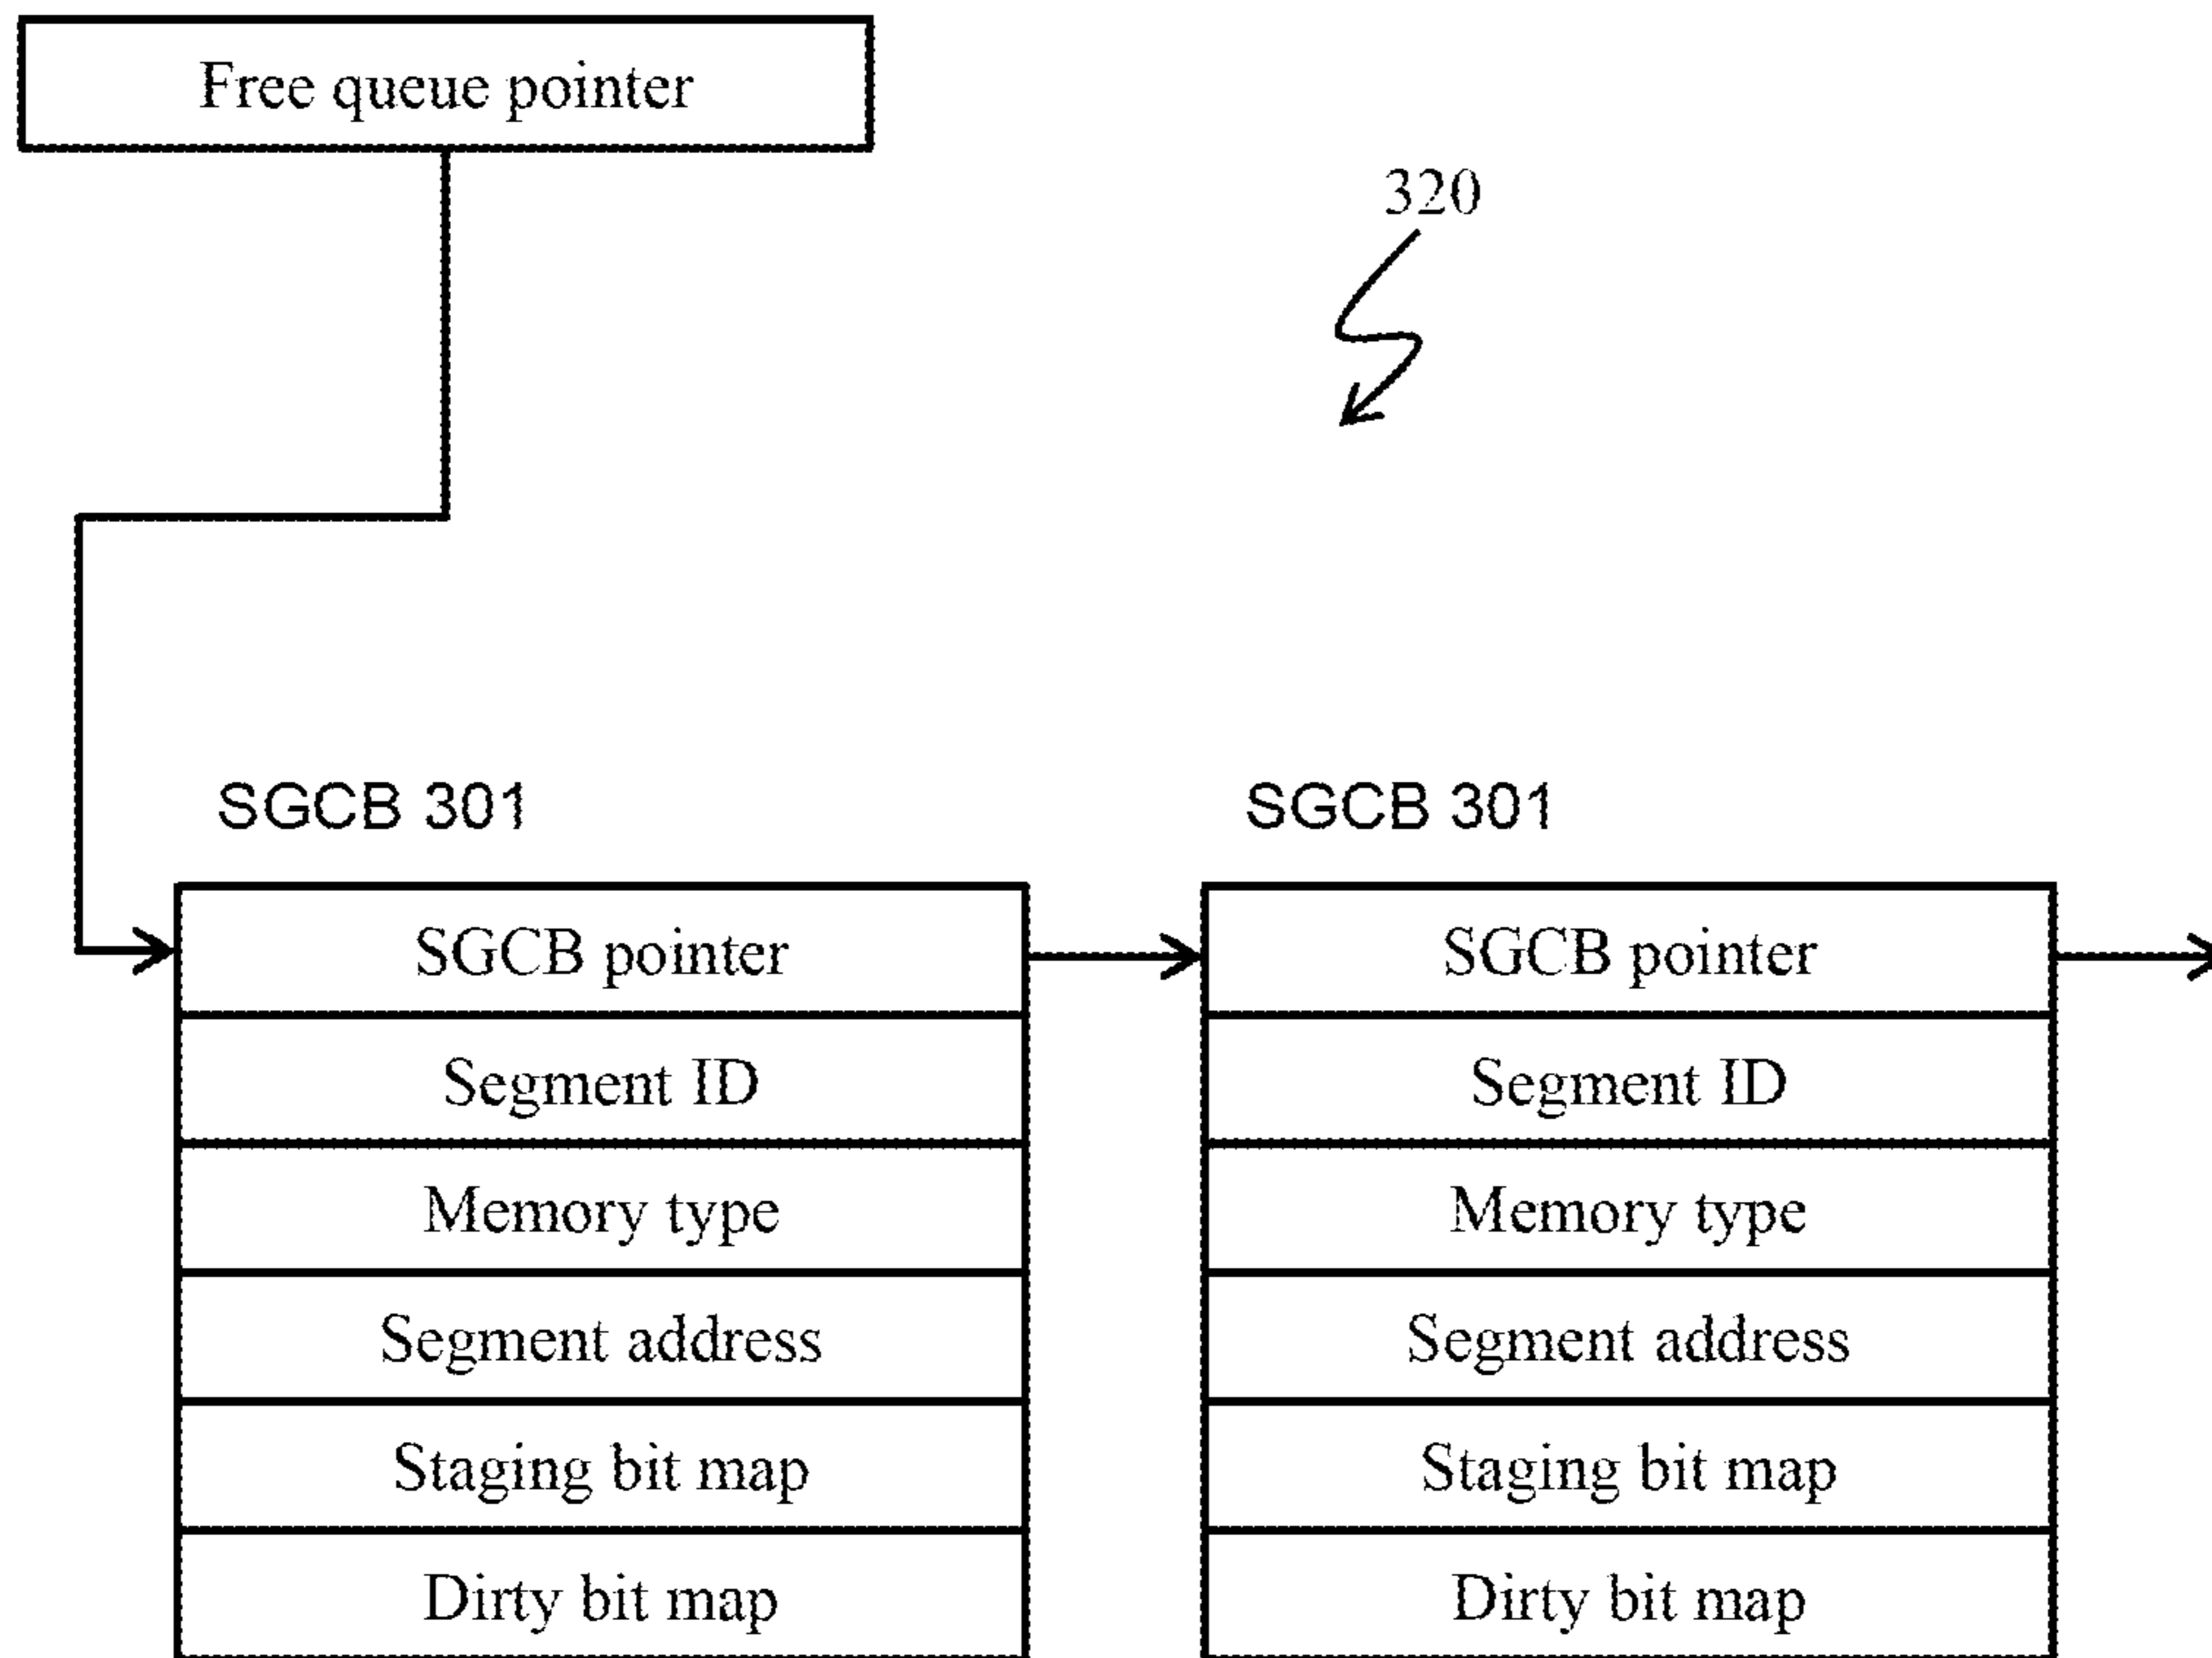 Free queue pointer
320
SGCB 301
SGCB pointer
Segment ID
Memory type
Segment address
Staging bit map
Dirty bit map
SGCB 301
SGCB pointer
Segment ID
Memory type
Segment address
Staging bit map
Dirty bit map